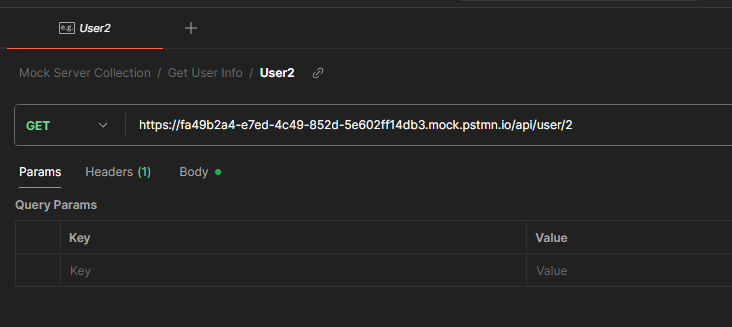 e.g. User2 +
Mock Server Collection / Get User Info / User2
GET https://fa49b2a4-e7ed-4c49-852d-5e602ff14db3.mock.pstmn.io/api/user/2
Params Headers (1) Body
Query Params
Key Value
Key Value